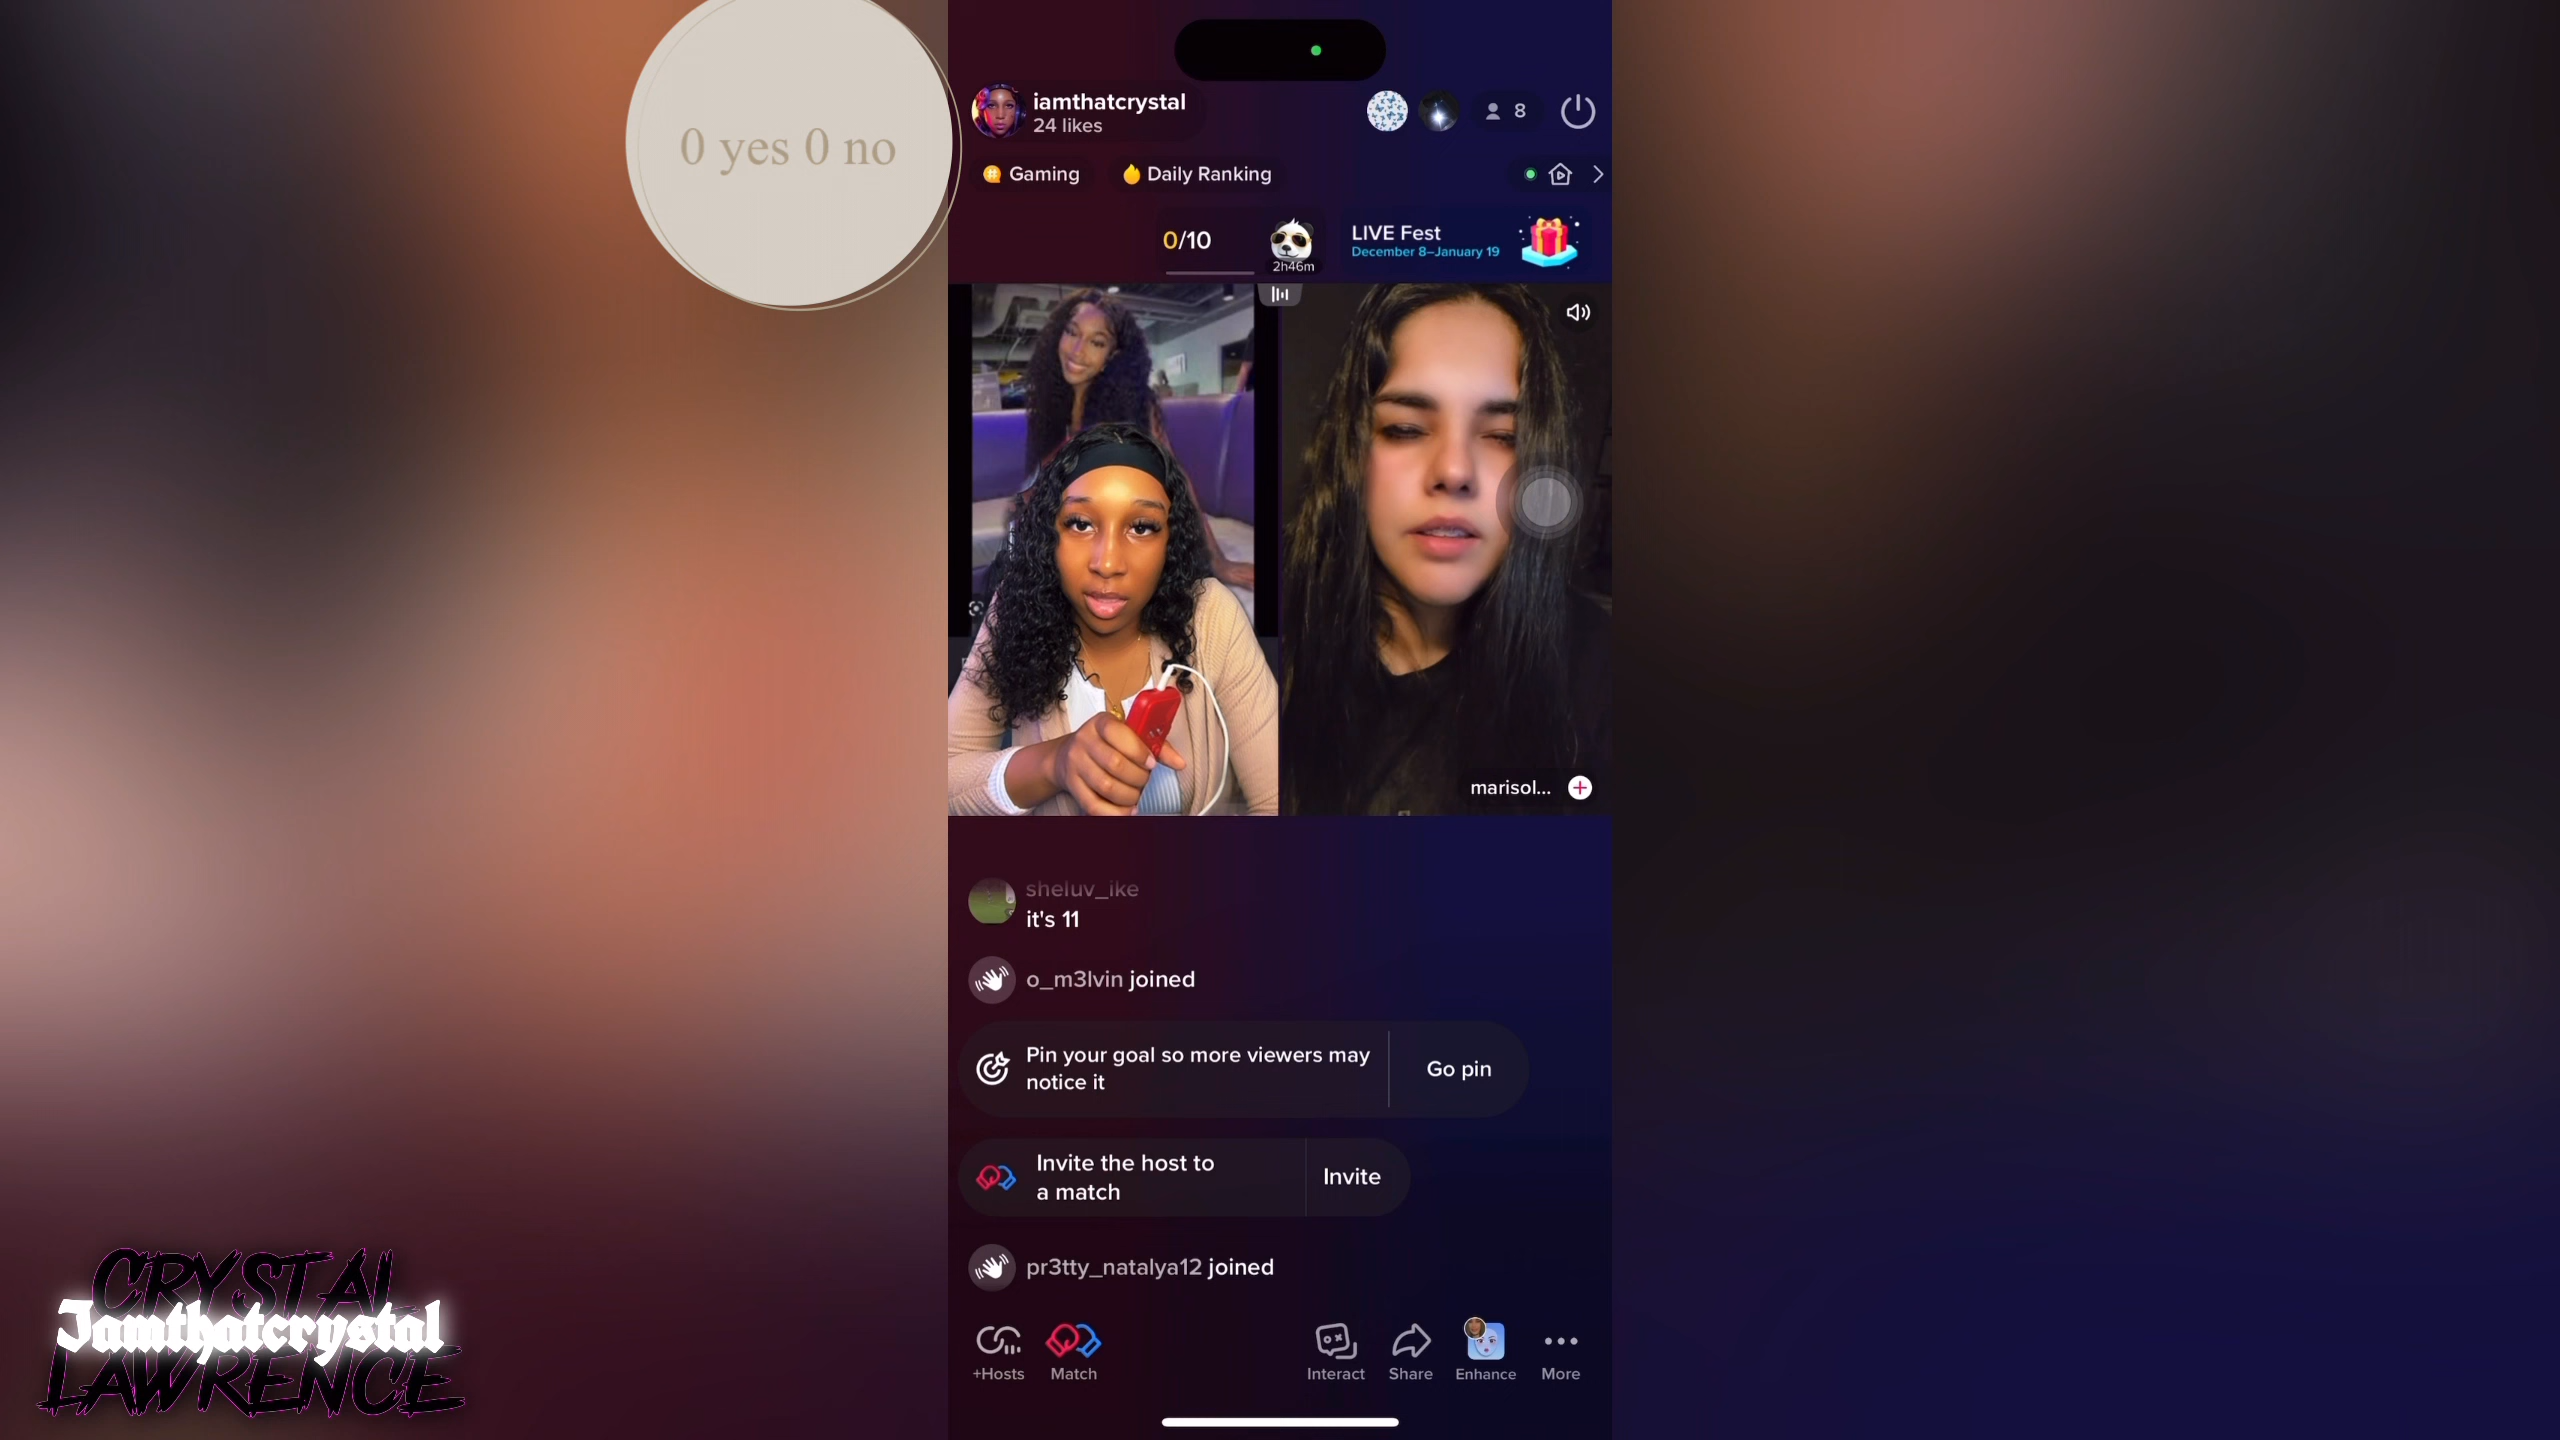 0 yes 0 no
iamthatcrystal
24 likes
8
Gaming
Daily Ranking
0/10
2h46m
LIVE Fest
December 8–January 19
marisol...
sheluv_ike
it's 11
o_m3lvin joined
Pin your goal so more viewers may
notice it
Go pin
Invite the host to
a match
Invite
pr3tty_natalya12 joined
+Hosts
Match
Interact
Share
Enhance
More
CRYSTAL
Iamthatcrystal
LAWRENCE